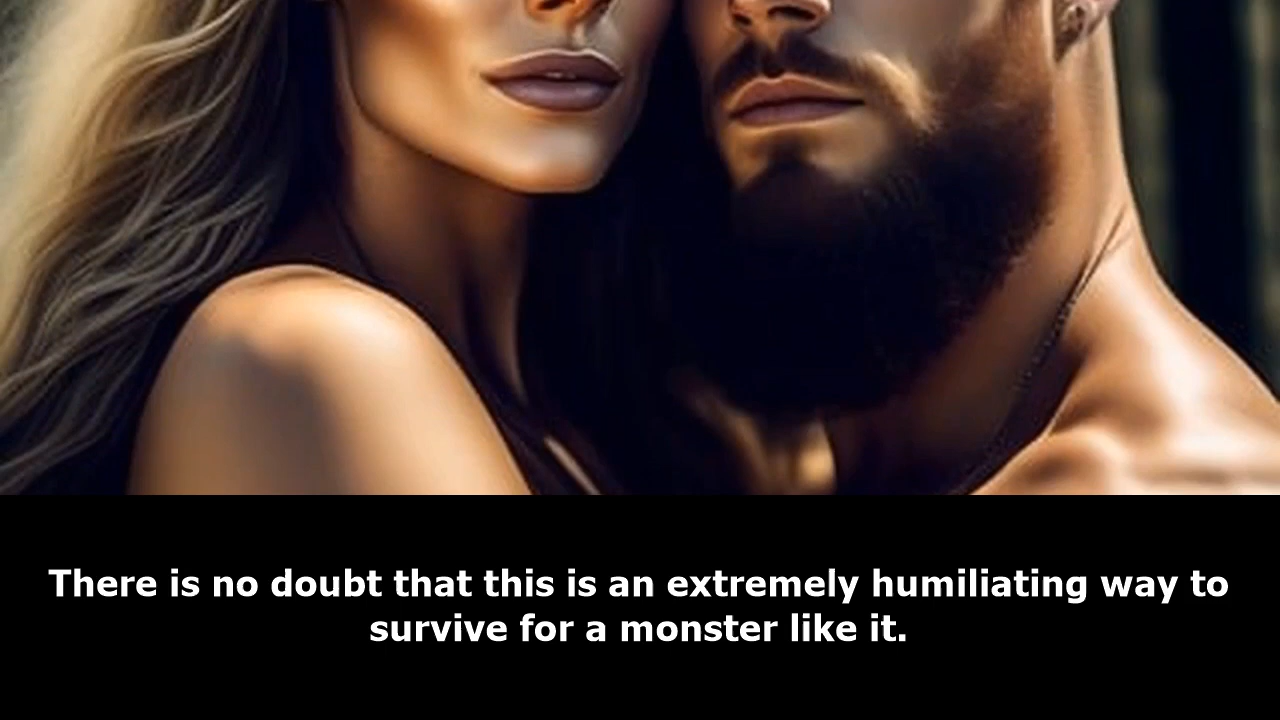 There is no doubt that this is an extremely humiliating way to
survive for a monster like it.